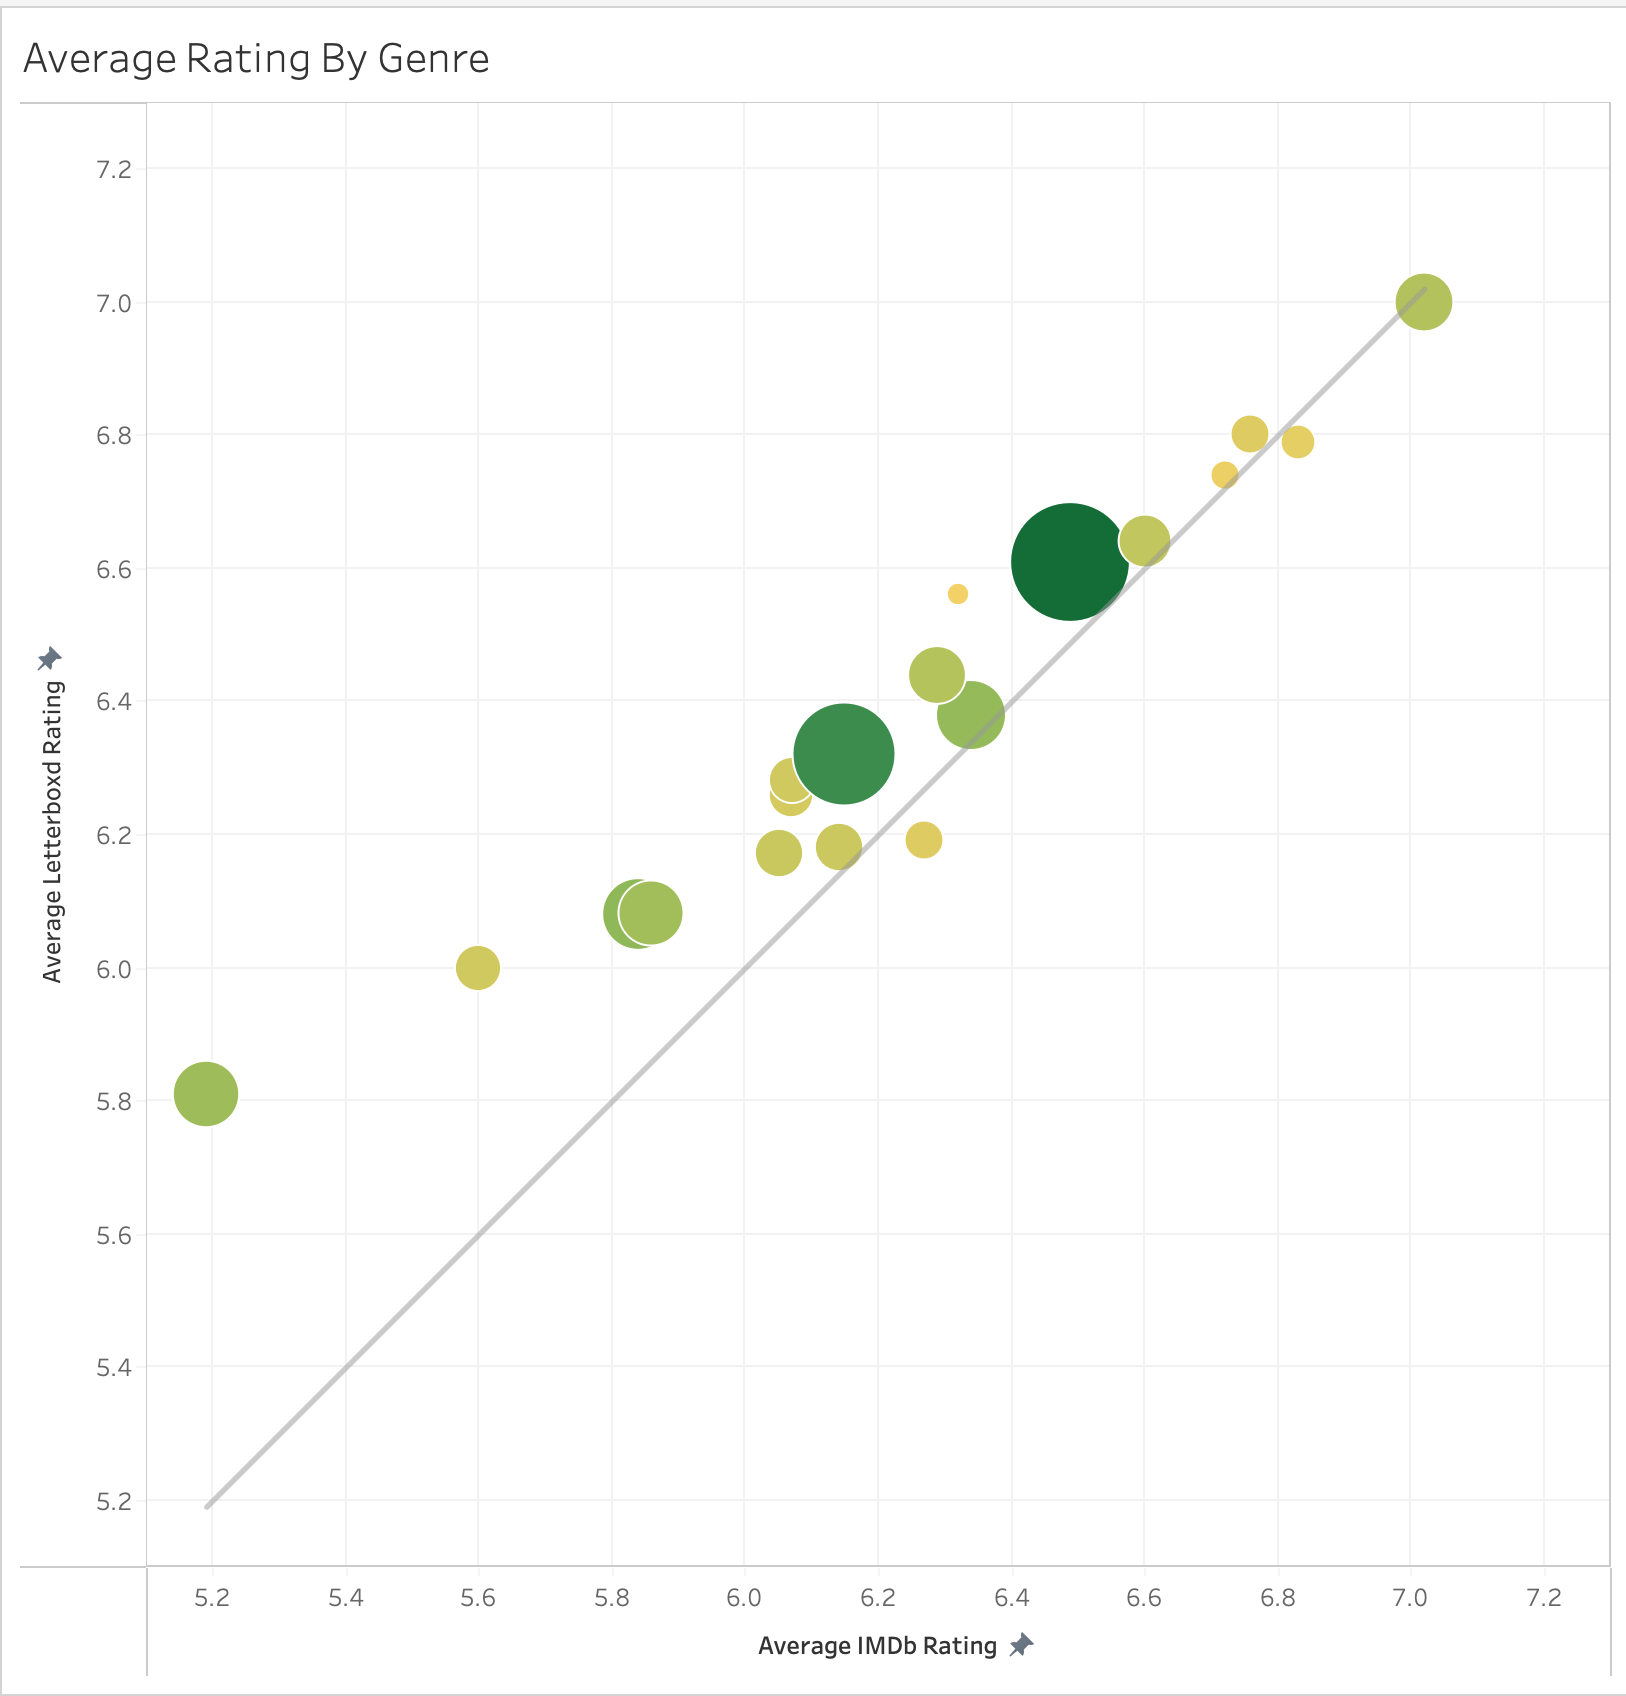 Average Rating By Genre
7.2
7.0
6.8
6.6
6.4
6.2
6.0
5.8
5.6
5.4
5.2
Average Letterboxd Rating
5.2 5.4 5.6 5.8 6.0 6.2 6.4 6.6 6.8 7.0 7.2
Average IMDb Rating